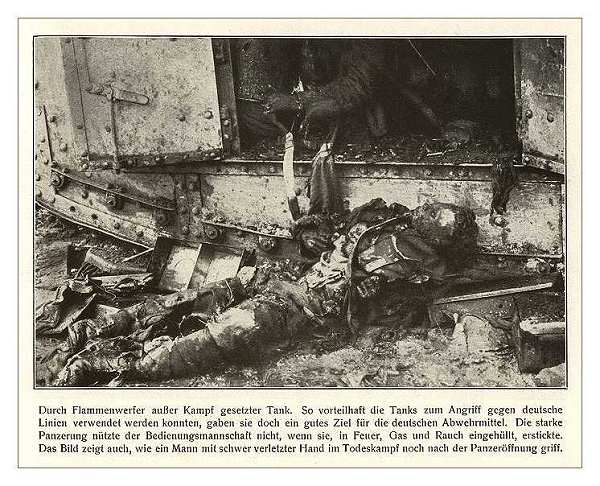 Durch Flammenwerfer außer Kampf gesetzter Tank. So vorteilhaft die Tanks zum Angriff gegen deutsche
Linien verwendet werden konnten, gaben sie doch ein gutes Ziel für die deutschen Abwehrmittel. Die starke
Panzerung nützte der Bedienungsmannschaft nicht, wenn sie, in Feuer, Gas und Rauch eingehüllt, erstickte.
Das Bild zeigt auch, wie ein Mann mit schwer verletzter Hand im Todeskampf noch nach der Panzeröffnung griff.